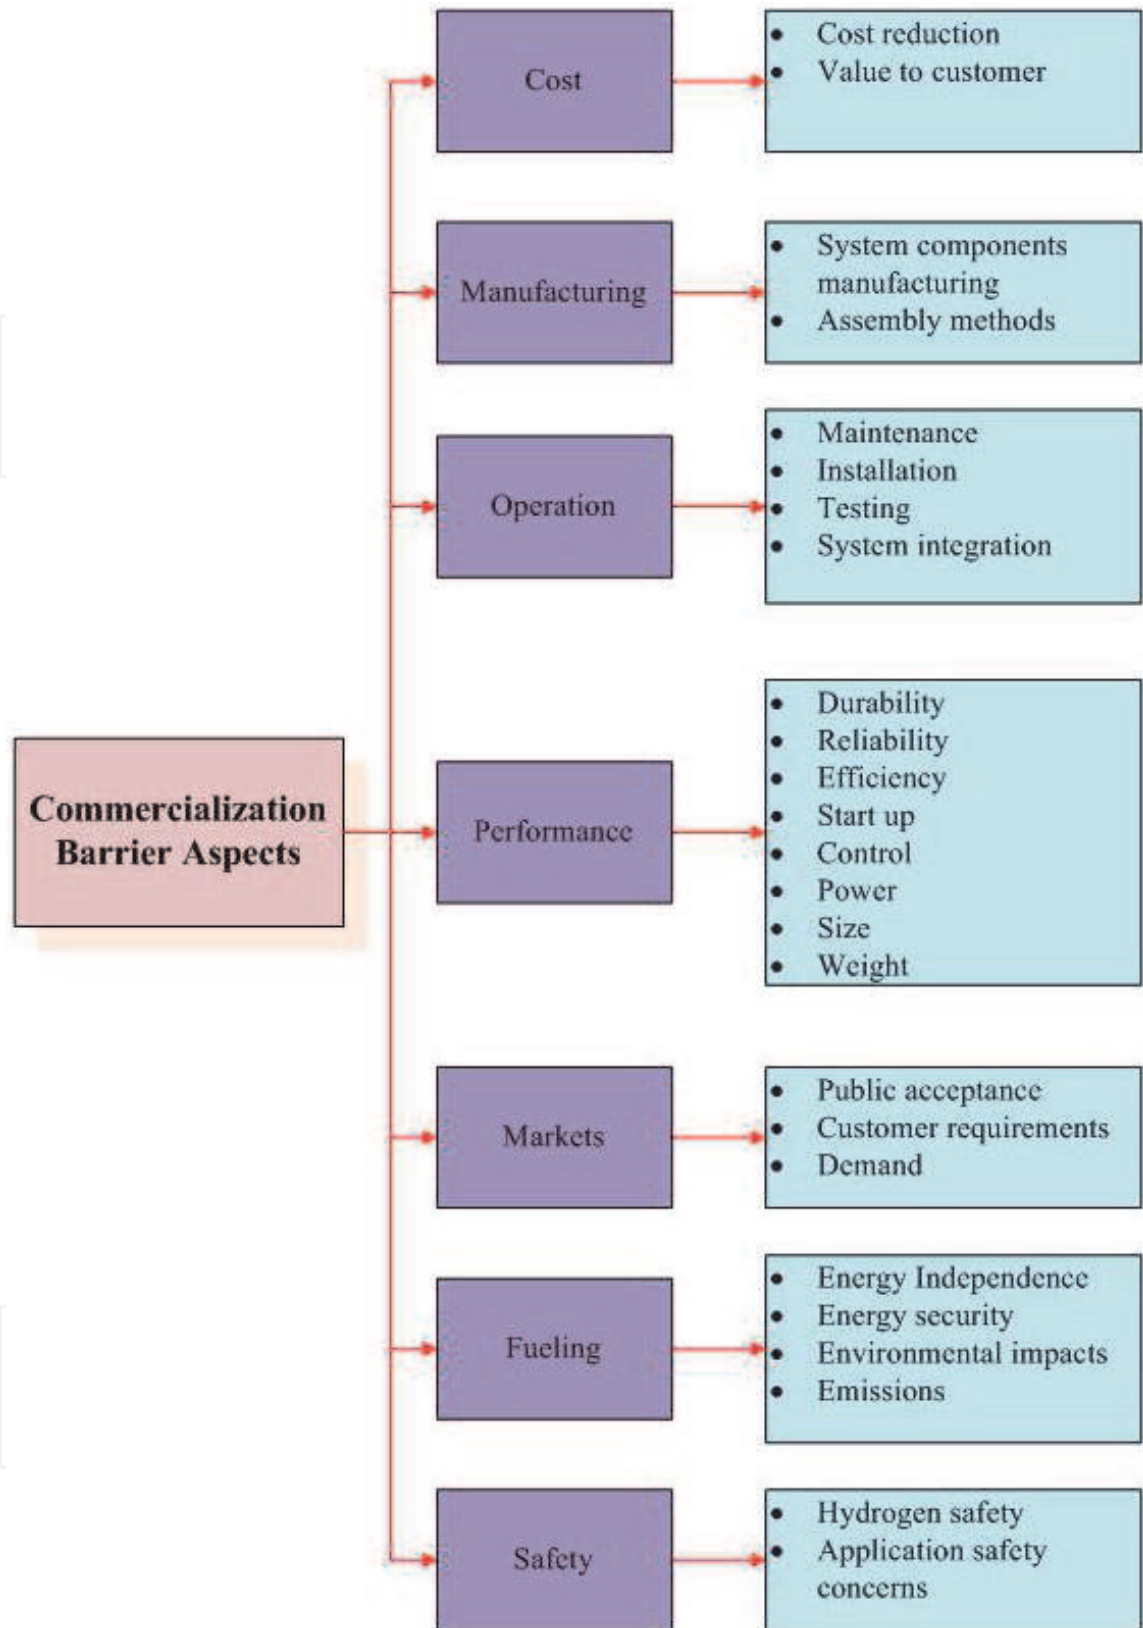 Cost
• Cost reduction
• Value to customer
Manufacturing
• System components
manufacturing
• Assembly methods
Operation
• Maintenance
• Installation
• Testing
• System integration
Commercialization
Barrier Aspects
Performance
• Durability
• Reliability
• Efficiency
• Start up
• Control
• Power
• Size
• Weight
Markets
• Public acceptance
• Customer requirements
• Demand
Fueling
• Energy Independence
• Energy security
• Environmental impacts
• Emissions
Safety
• Hydrogen safety
• Application safety
concerns